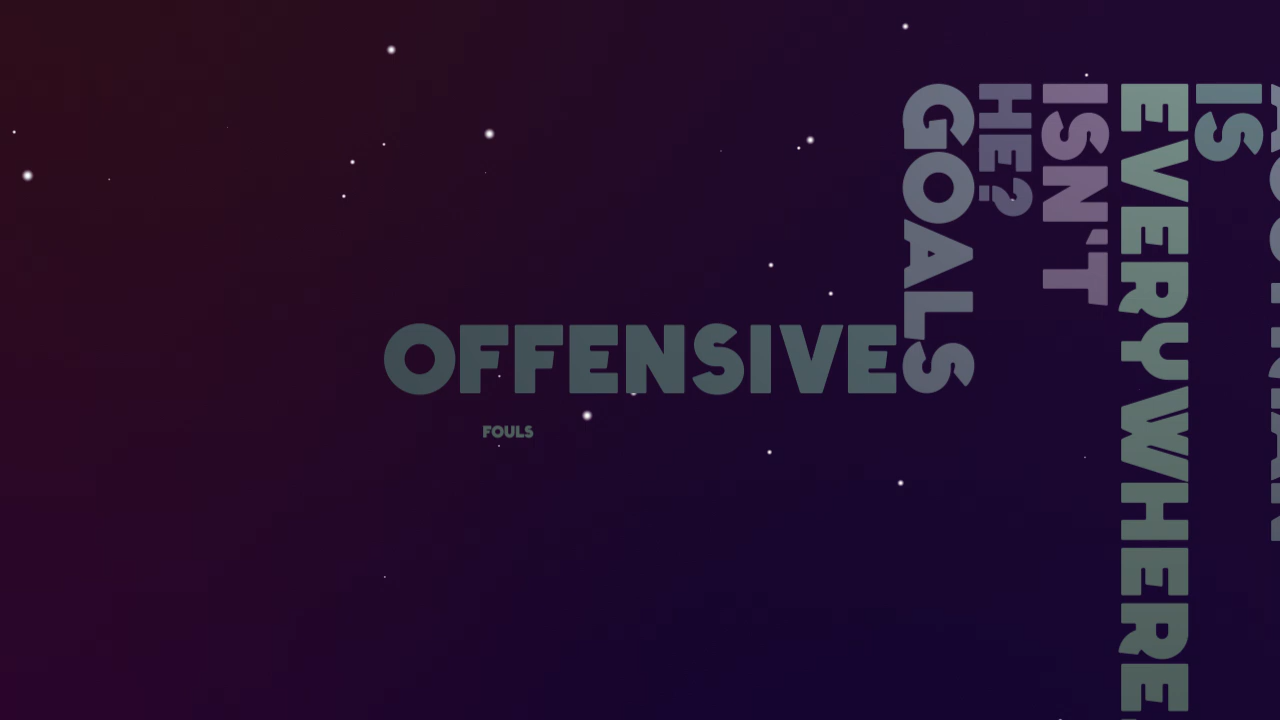 IS
EVERYWHERE
ISN'T
HE?
GOALS
OFFENSIVE
FOULS